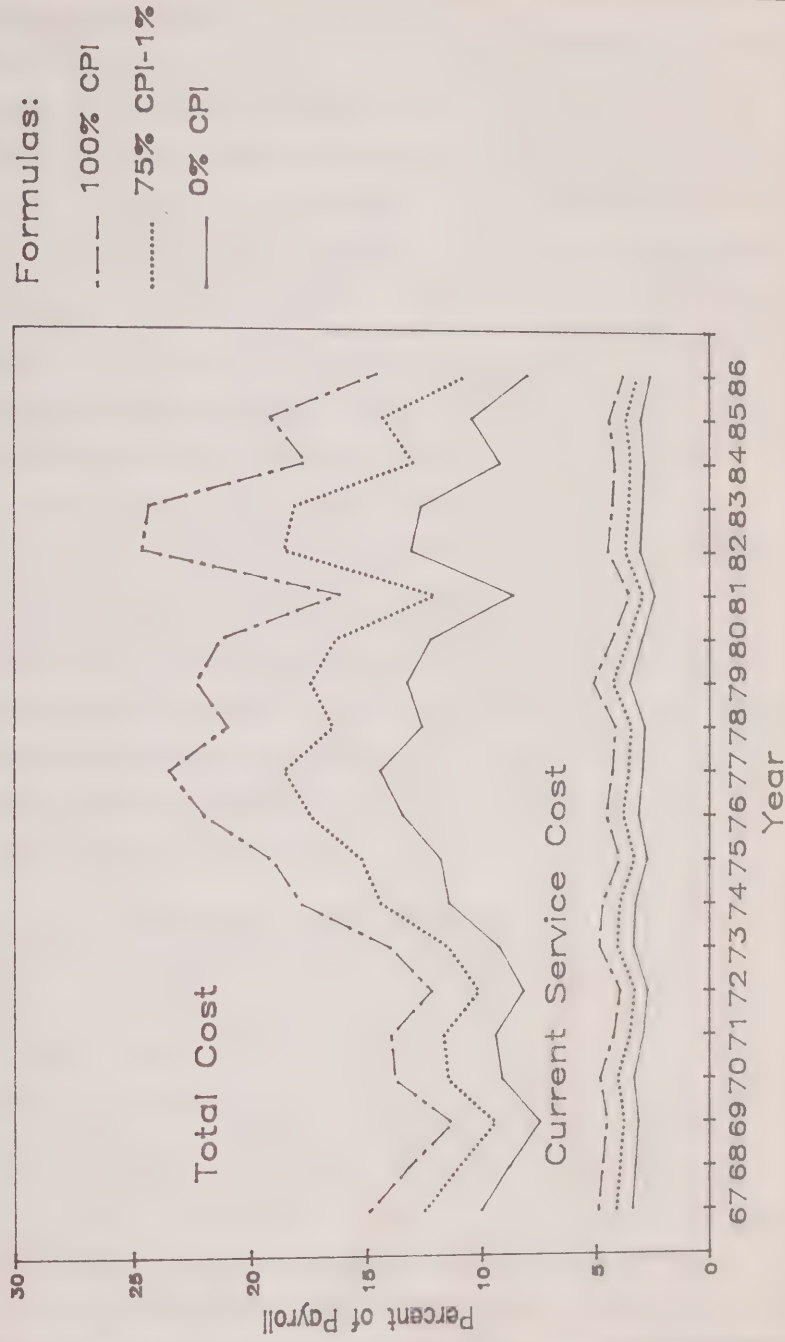 Formulas:
100% CPI
75% CPI-1%
0% CPI
30
25
20
15
10
5
0
Percent of Payroll
Total Cost
Current Service Cost
67 68 69 70 71 72 73 74 75 76 77 78 79 80 81 82 83 84 85 86
Year